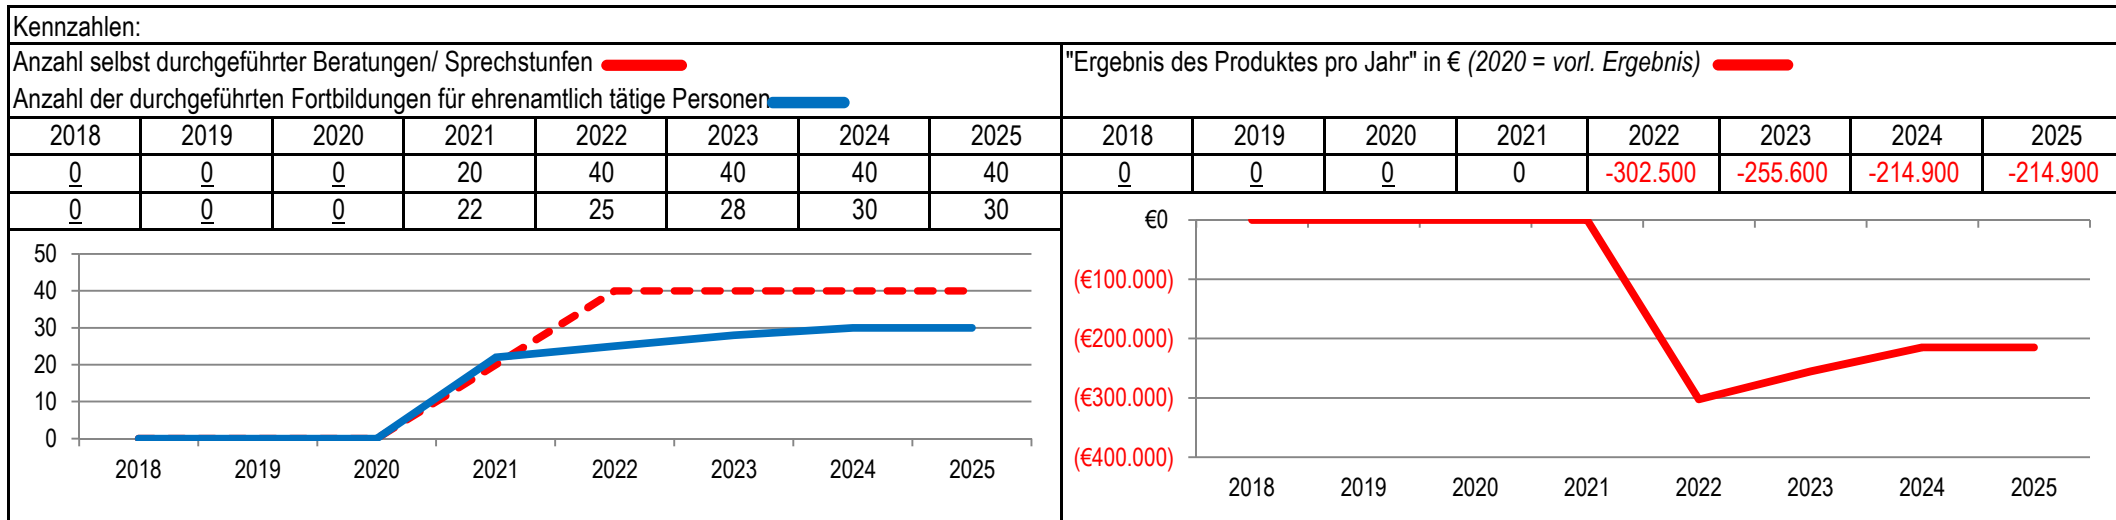 Kennzahlen:
Anzahl selbst durchgeführter Beratungen/ Sprechstunfen
Anzahl der durchgeführten Fortbildungen für ehrenamtlich tätige Personen
2018 2019 2020 2021 2022 2023 2024 2025
0 0 0 20 40 40 40 40
0 0 0 22 25 28 30 30
50
40
30
20
10
0
2018 2019 2020 2021 2022 2023 2024 2025
"Ergebnis des Produktes pro Jahr" in € (2020 = vorl. Ergebnis)
2018 2019 2020 2021 2022 2023 2024 2025
0 0 0 0 -302.500 -255.600 -214.900 -214.900
€0
(€100.000)
(€200.000)
(€300.000)
(€400.000)
2018 2019 2020 2021 2022 2023 2024 2025